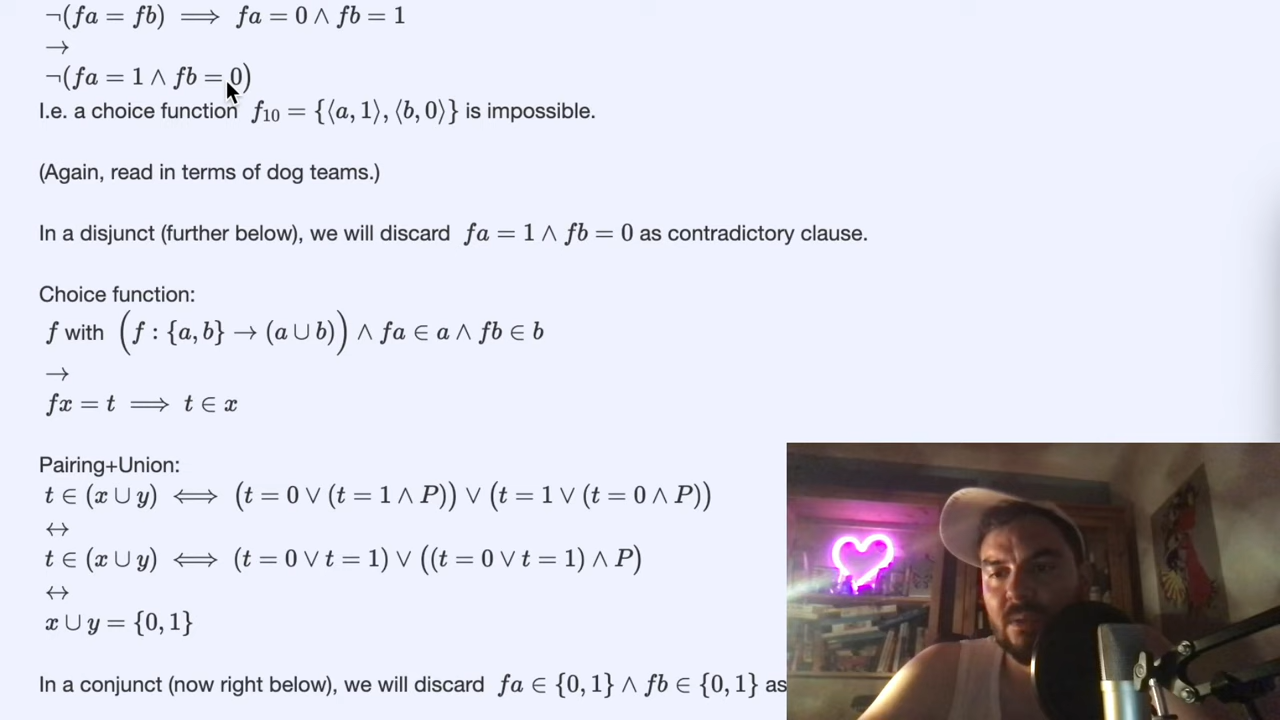 ¬(fa = fb) ⟹ fa = 0 ∧ fb = 1
→
¬(fa = 1 ∧ fb = 0)
I.e. a choice function f₁₀ = {⟨a, 1⟩, ⟨b, 0⟩} is impossible.
(Again, read in terms of dog teams.)
In a disjunct (further below), we will discard fa = 1 ∧ fb = 0 as contradictory clause.
Choice function:
f with (f : {a, b} → (a ∪ b)) ∧ fa ∈ a ∧ fb ∈ b
→
fx = t ⟹ t ∈ x
Pairing+Union:
t ∈ (x ∪ y) ⟺ (t = 0 ∨ (t = 1 ∧ P)) ∨ (t = 1 ∨ (t = 0 ∧ P))
↔
t ∈ (x ∪ y) ⟺ (t = 0 ∨ t = 1) ∨ ((t = 0 ∨ t = 1) ∧ P)
↔
x ∪ y = {0, 1}
In a conjunct (now right below), we will discard fa ∈ {0, 1} ∧ fb ∈ {0, 1} as